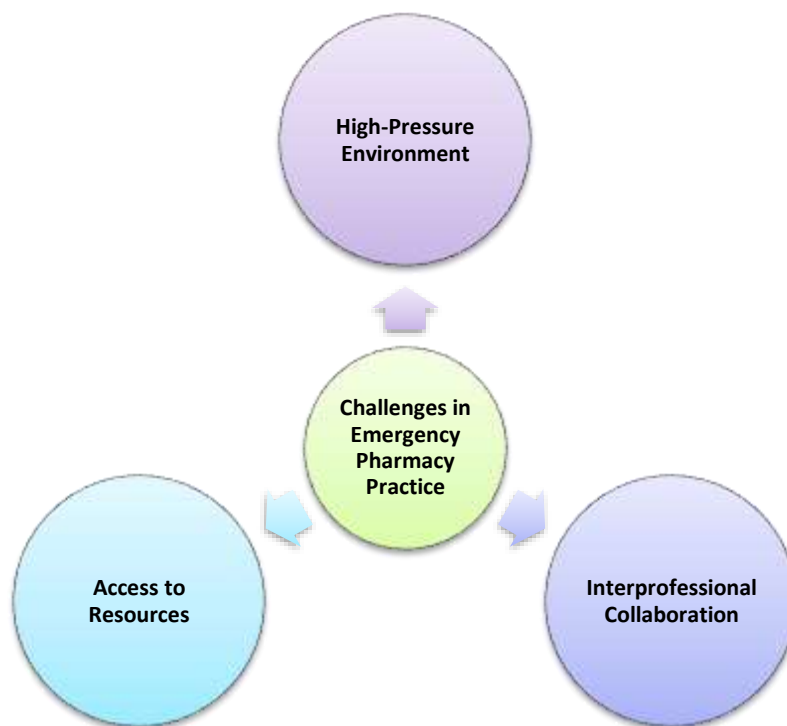 High-Pressure
Environment
Challenges in
Emergency
Pharmacy
Practice
Access to
Resources
Interprofessional
Collaboration